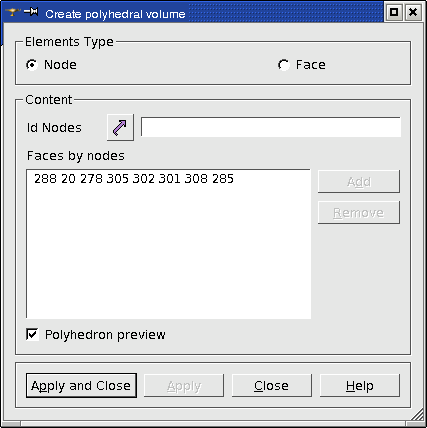 Create polyhedral volume
Elements Type
Node Face
Content
Id Nodes
Faces by nodes
288 20 278 305 302 301 308 285
Add
Remove
Polyhedron preview
Apply and Close Apply Close Help